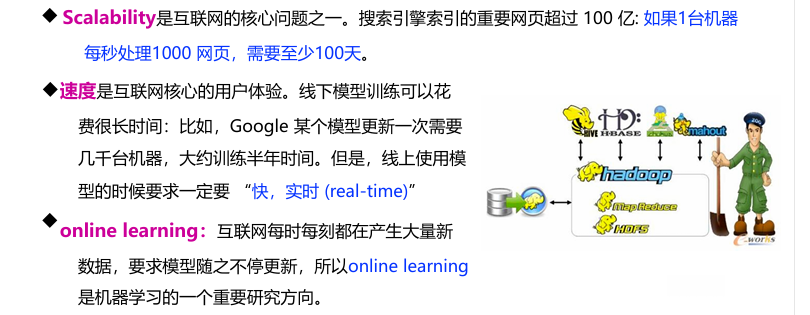 Scalability是互联网的核心问题之一。搜索引擎索引的重要网页超过 100 亿: 如果1台机器
每秒处理1000 网页，需要至少100天。
速度是互联网核心的用户体验。线下模型训练可以花
费很长时间：比如，Google 某个模型更新一次需要
几千台机器，大约训练半年时间。但是，线上使用模
型的时候要求一定要 “快，实时 (real-time)”
online learning：互联网每时每刻都在产生大量新
数据，要求模型随之不停更新，所以online learning
是机器学习的一个重要研究方向。
HIVE
HBASE
mahout
hadoop
Map Reduce
HDFS
e-works